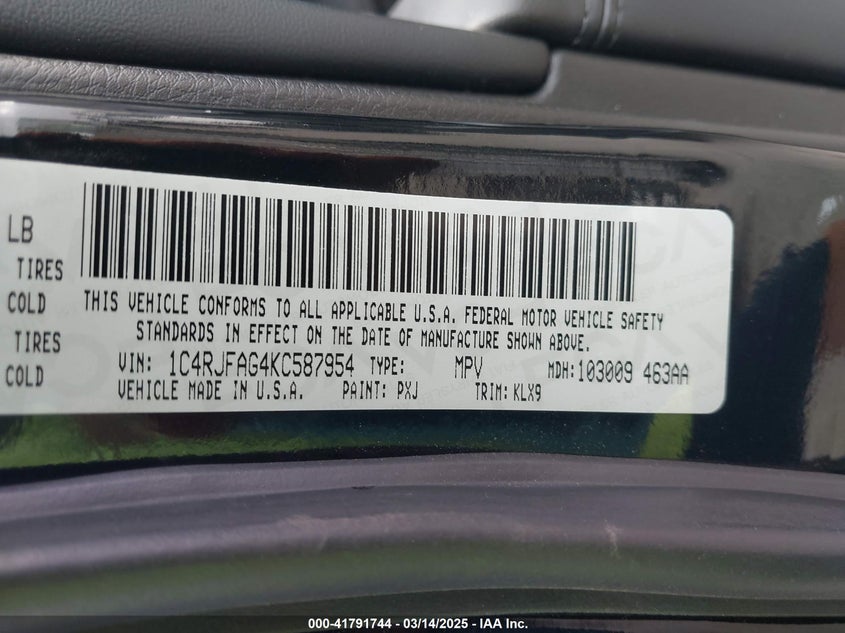 LB
TIRES
COLD
TIRES
COLD
THIS VEHICLE CONFORMS TO ALL APPLICABLE U.S.A. FEDERAL MOTOR VEHICLE SAFETY
STANDARDS IN EFFECT ON THE DATE OF MANUFACTURE SHOWN ABOVE.
VIN: 1C4RJFAG4KC587954 TYPE: MPV MDH:103009 463AA
VEHICLE MADE IN U.S.A. PAINT: PXJ TRIM: KLX9
000-41791744 — 03/14/2025 — IAA Inc.